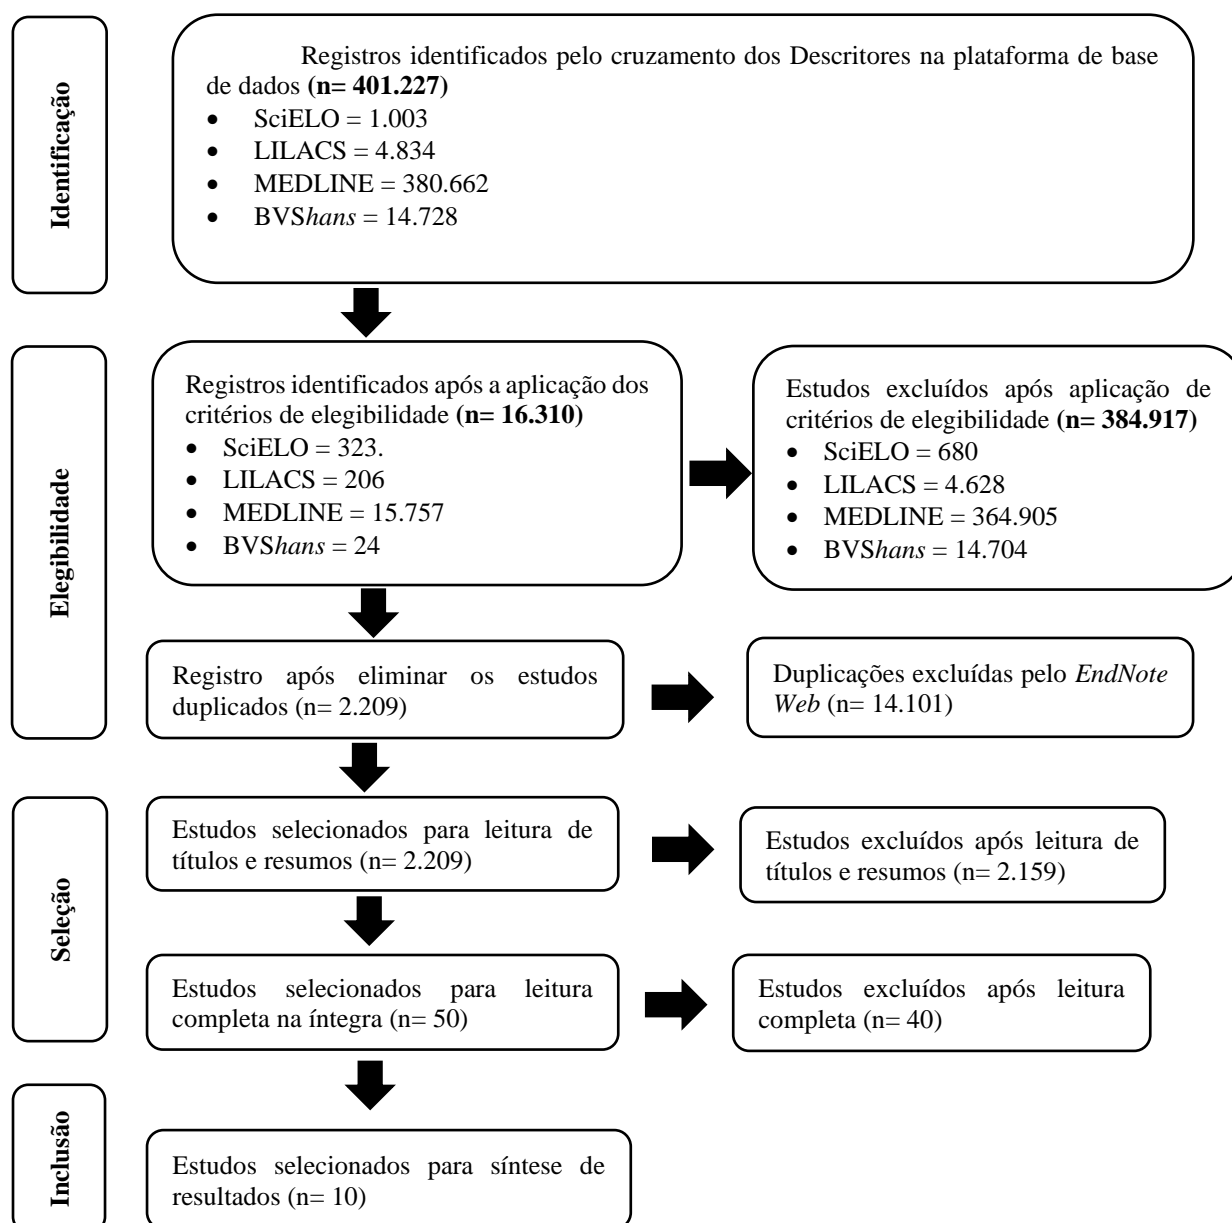 Identificação
Registros identificados pelo cruzamento dos Descritores na plataforma de base
de dados (n= 401.227)
• SciELO = 1.003
• LILACS = 4.834
• MEDLINE = 380.662
• BVShans = 14.728
Elegibilidade
Registros identificados após a aplicação dos
critérios de elegibilidade (n= 16.310)
• SciELO = 323.
• LILACS = 206
• MEDLINE = 15.757
• BVShans = 24
Estudos excluídos após aplicação de
critérios de elegibilidade (n= 384.917)
• SciELO = 680
• LILACS = 4.628
• MEDLINE = 364.905
• BVShans = 14.704
Registro após eliminar os estudos
duplicados (n= 2.209)
Duplicações excluídas pelo EndNote
Web (n= 14.101)
Seleção
Estudos selecionados para leitura de
títulos e resumos (n= 2.209)
Estudos excluídos após leitura de
títulos e resumos (n= 2.159)
Estudos selecionados para leitura
completa na íntegra (n= 50)
Estudos excluídos após leitura
completa (n= 40)
Inclusão
Estudos selecionados para síntese de
resultados (n= 10)